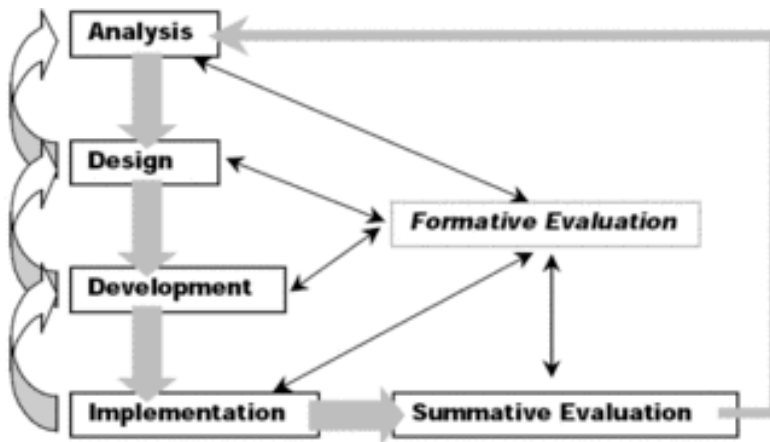 Analysis
Design
Formative Evaluation
Development
Implementation
Summative Evaluation